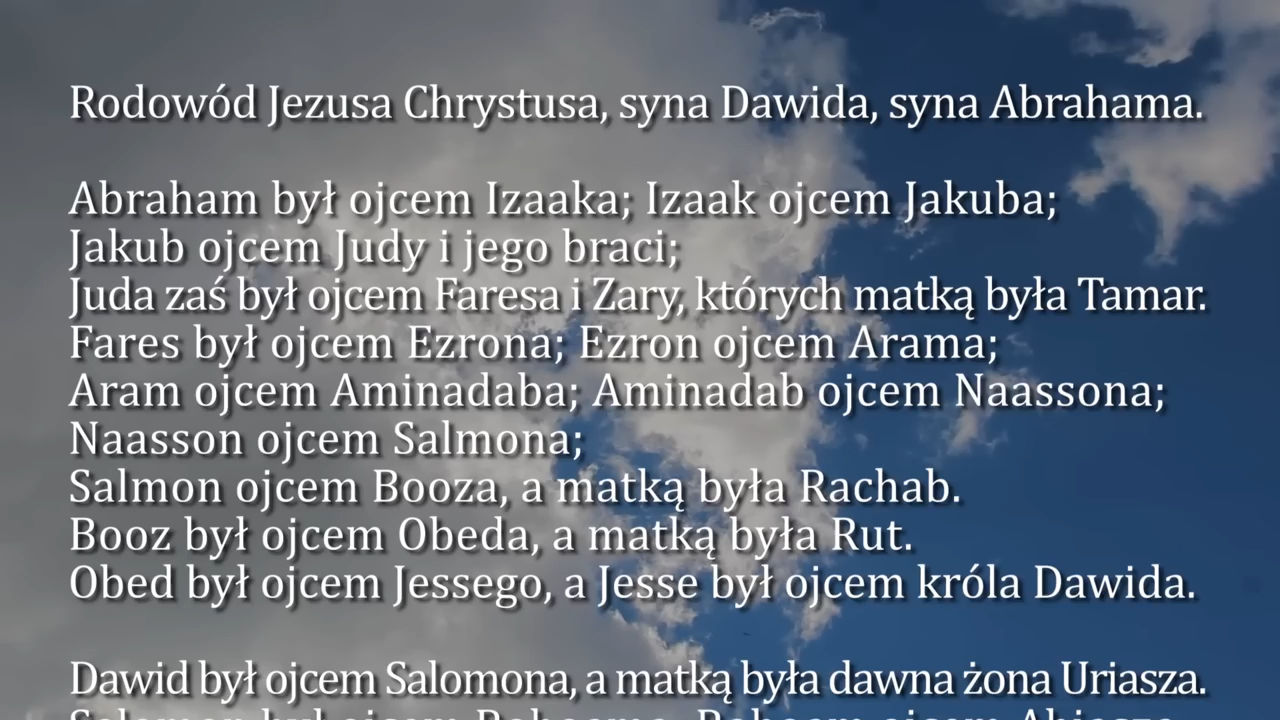 Rodowód Jezusa Chrystusa, syna Dawida, syna Abrahama.
Abraham był ojcem Izaaka; Izaak ojcem Jakuba;
Jakub ojcem Judy i jego braci;
Juda zaś był ojcem Faresa i Zary, których matką była Tamar.
Fares był ojcem Ezrona; Ezron ojcem Arama;
Aram ojcem Aminadaba; Aminadab ojcem Naassona;
Naasson ojcem Salmona;
Salmon ojcem Booza, a matką była Rachab.
Booz był ojcem Obeda, a matką była Rut.
Obed był ojcem Jessego, a Jesse był ojcem króla Dawida.
Dawid był ojcem Salomona, a matką była dawna żona Uriasza.